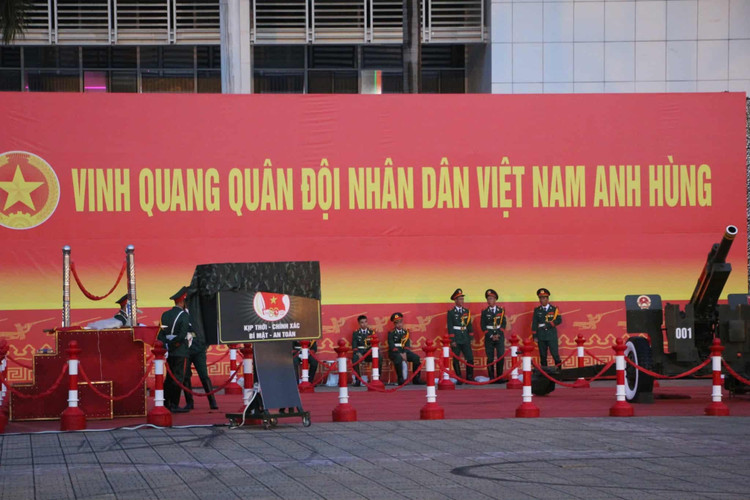 VINH QUANG QUÂN ĐỘI NHÂN DÂN VIỆT NAM ANH HÙNG
KỊP THỜI - CHÍNH XÁC
BÍ MẬT - AN TOÀN
001